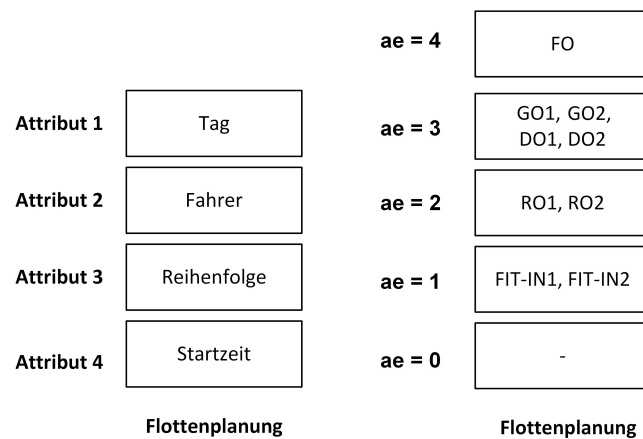 ae = 4
FO
Attribut 1
Tag
ae = 3
GO1, GO2,
DO1, DO2
Attribut 2
Fahrer
ae = 2
RO1, RO2
Attribut 3
Reihenfolge
ae = 1
FIT-IN1, FIT-IN2
Attribut 4
Startzeit
ae = 0
-
Flottenplanung
Flottenplanung